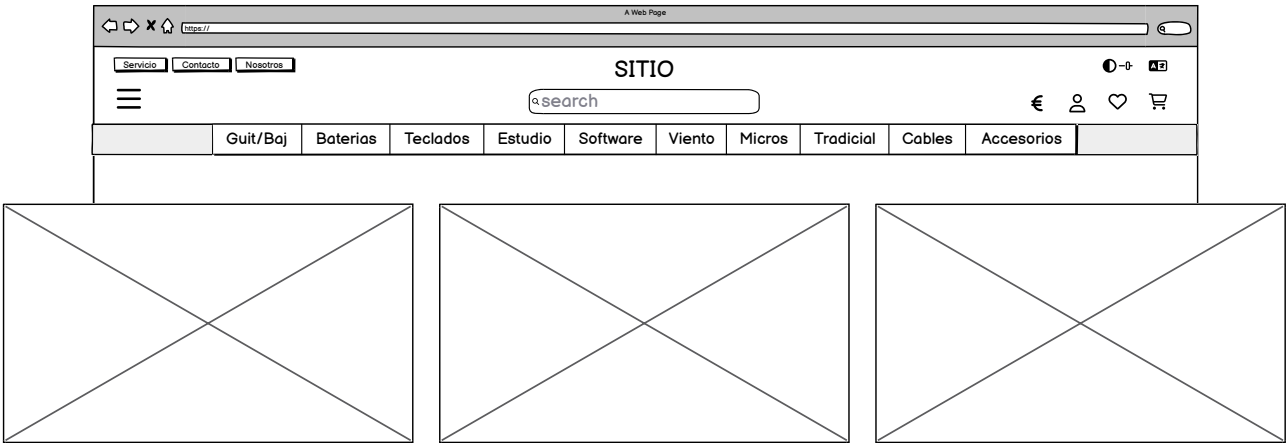 A Web Page
https://
Servicio Contacto Nosotros
SITIO
search
€
Guit/Baj Baterias Teclados Estudio Software Viento Micros Tradicial Cables Accesorios